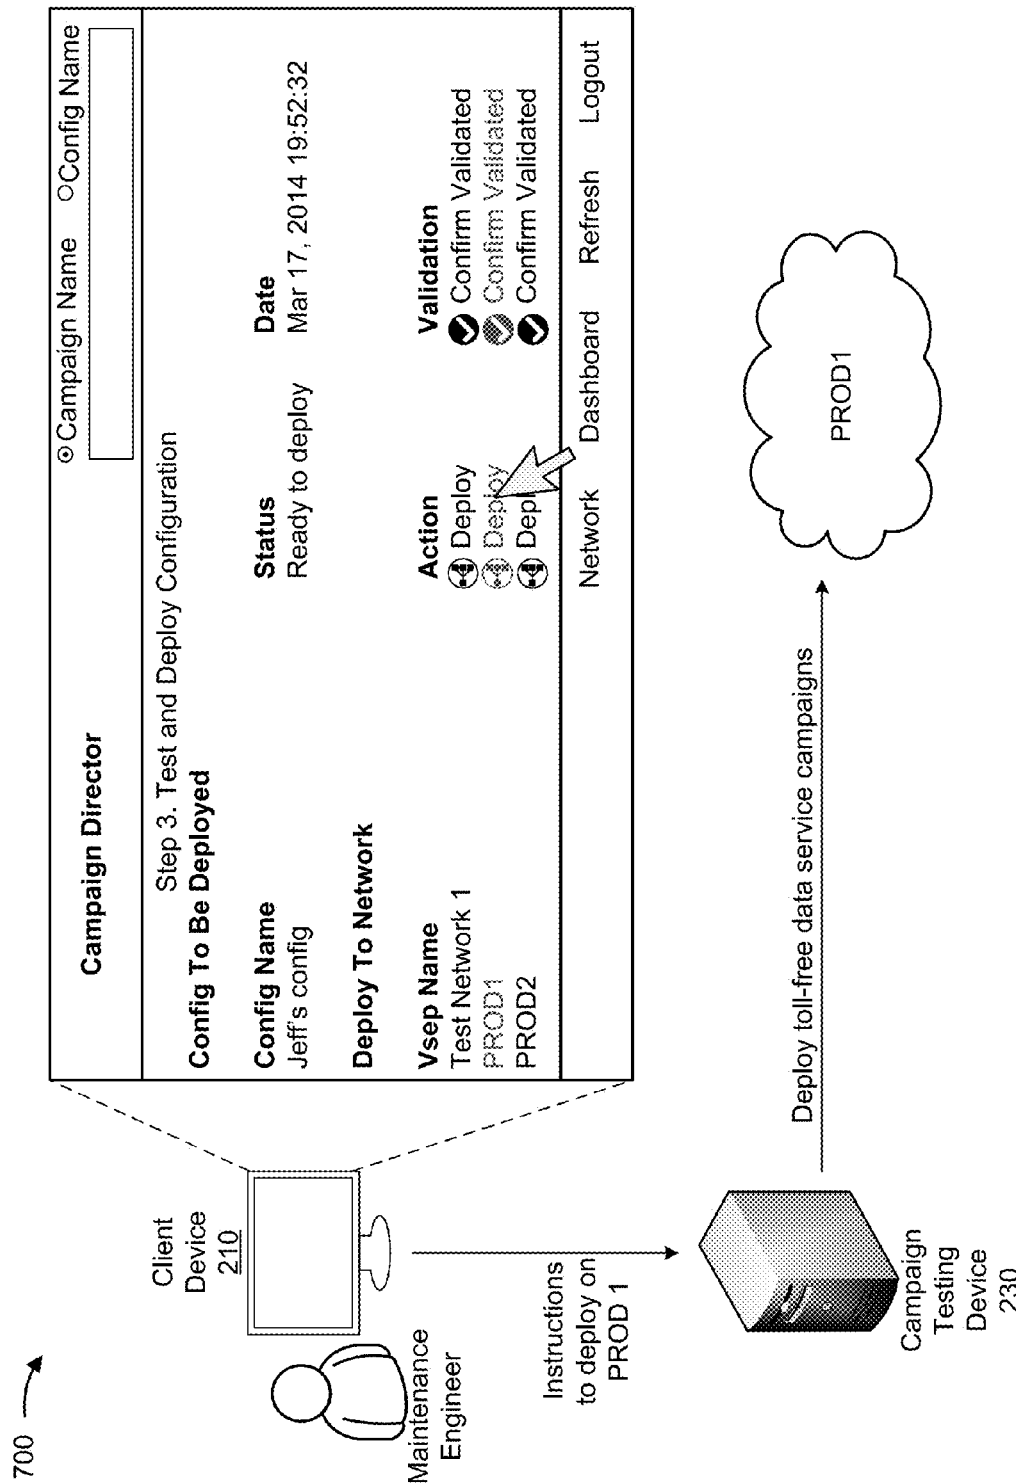 700
Client
Device
210
Maintenance
Engineer
Campaign Director
Campaign Name Config Name
Step 3. Test and Deploy Configuration
Config To Be Deployed
Config Name Status Date
Jeff's config Ready to deploy Mar 17, 2014 19:52:32
Deploy To Network
Vsep Name Action Validation
Test Network 1 Deploy Confirm Validated
PROD1 Deploy Confirm Validated
PROD2 Depl Confirm Validated
Network Dashboard Refresh Logout
Instructions
to deploy on
PROD 1
Campaign
Testing
Device
230
Deploy toll-free data service campaigns
PROD1